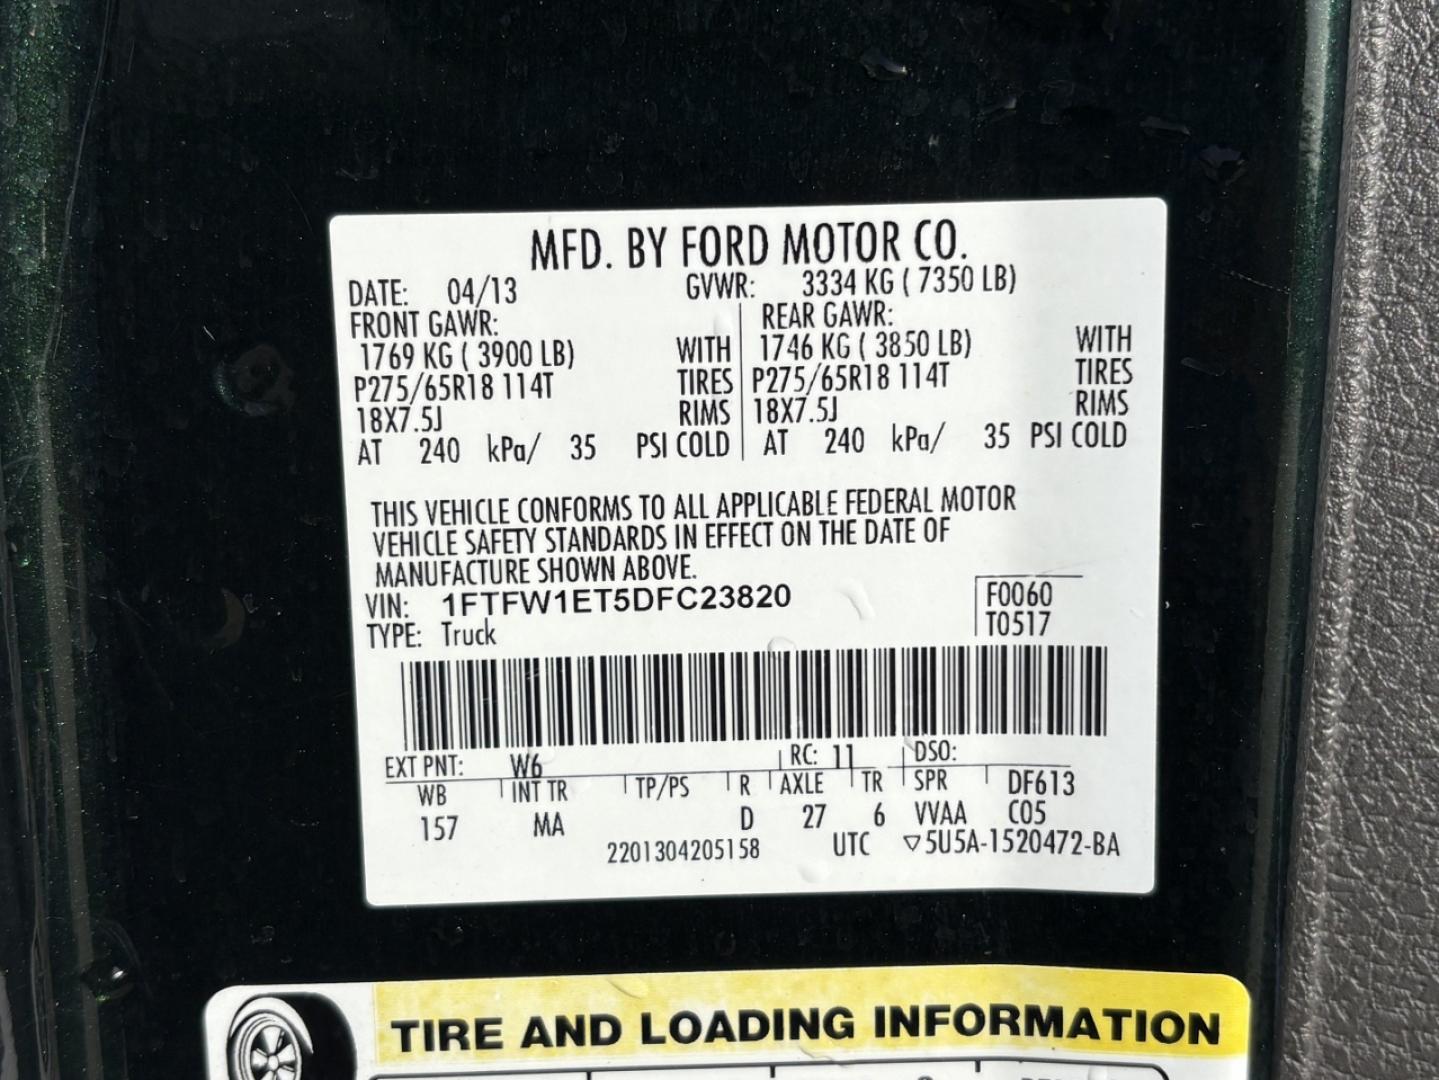 MFD. BY FORD MOTOR CO.
DATE: 04/13 GVWR: 3334 KG ( 7350 LB)
FRONT GAWR: REAR GAWR:
1769 KG ( 3900 LB) WITH 1746 KG ( 3850 LB) WITH
P275/65R18 114T TIRES P275/65R18 114T TIRES
18X7.5J RIMS 18X7.5J RIMS
AT 240 kPa/ 35 PSI COLD AT 240 kPa/ 35 PSI COLD
THIS VEHICLE CONFORMS TO ALL APPLICABLE FEDERAL MOTOR
VEHICLE SAFETY STANDARDS IN EFFECT ON THE DATE OF
MANUFACTURE SHOWN ABOVE.
VIN: 1FTFW1ET5DFC23820 F0060
TYPE: Truck T0517
EXT PNT: W6 RC: 11 DSO:
WB INT TR TP/PS R AXLE TR SPR DF613
157 MA D 27 6 VVAA C05
2201304205158 UTC ▽5U5A-1520472-BA
TIRE AND LOADING INFORMATION